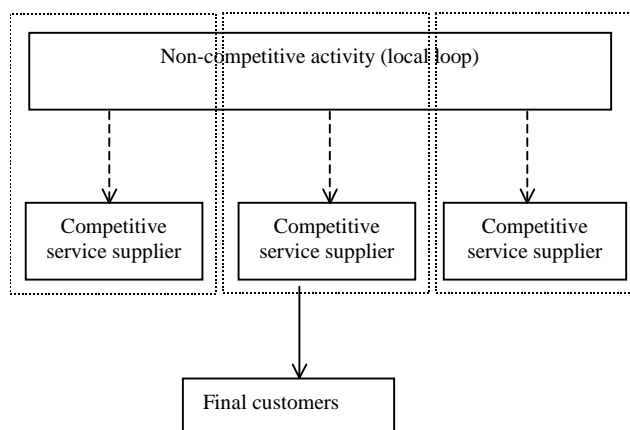 Non-competitive activity (local loop)
Competitive
service supplier
Competitive
service supplier
Competitive
service supplier
Final customers